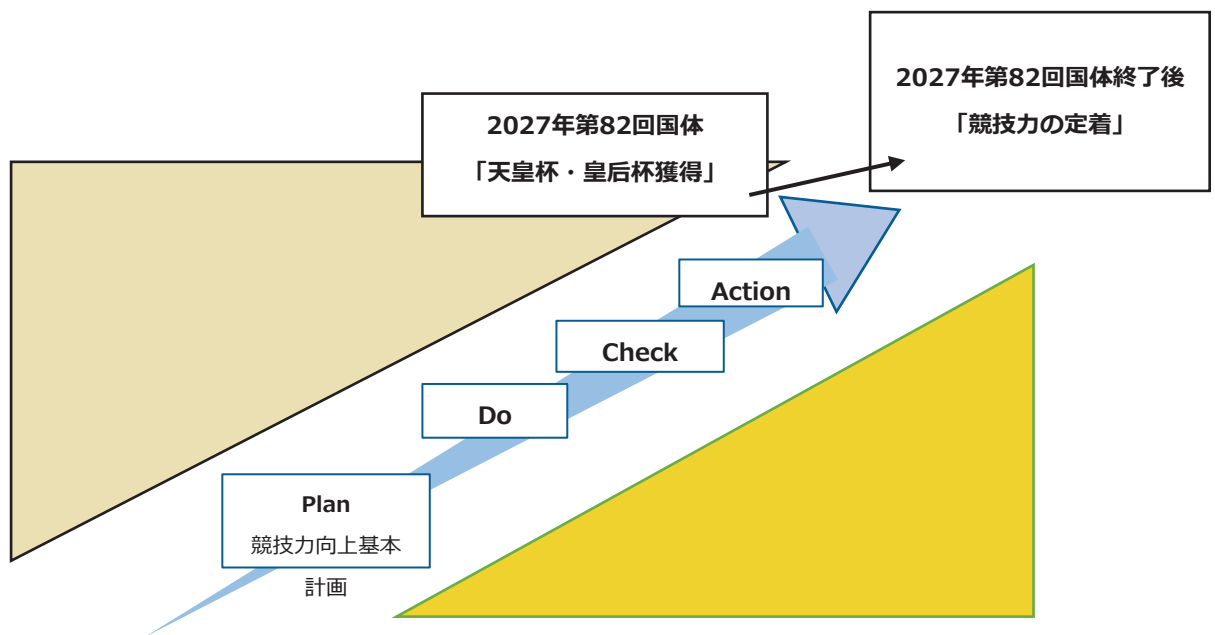 2027年第82回国体終了後
「競技力の定着」
2027年第82回国体
「天皇杯・皇后杯獲得」
Action
Check
Do
Plan
競技力向上基本
計画